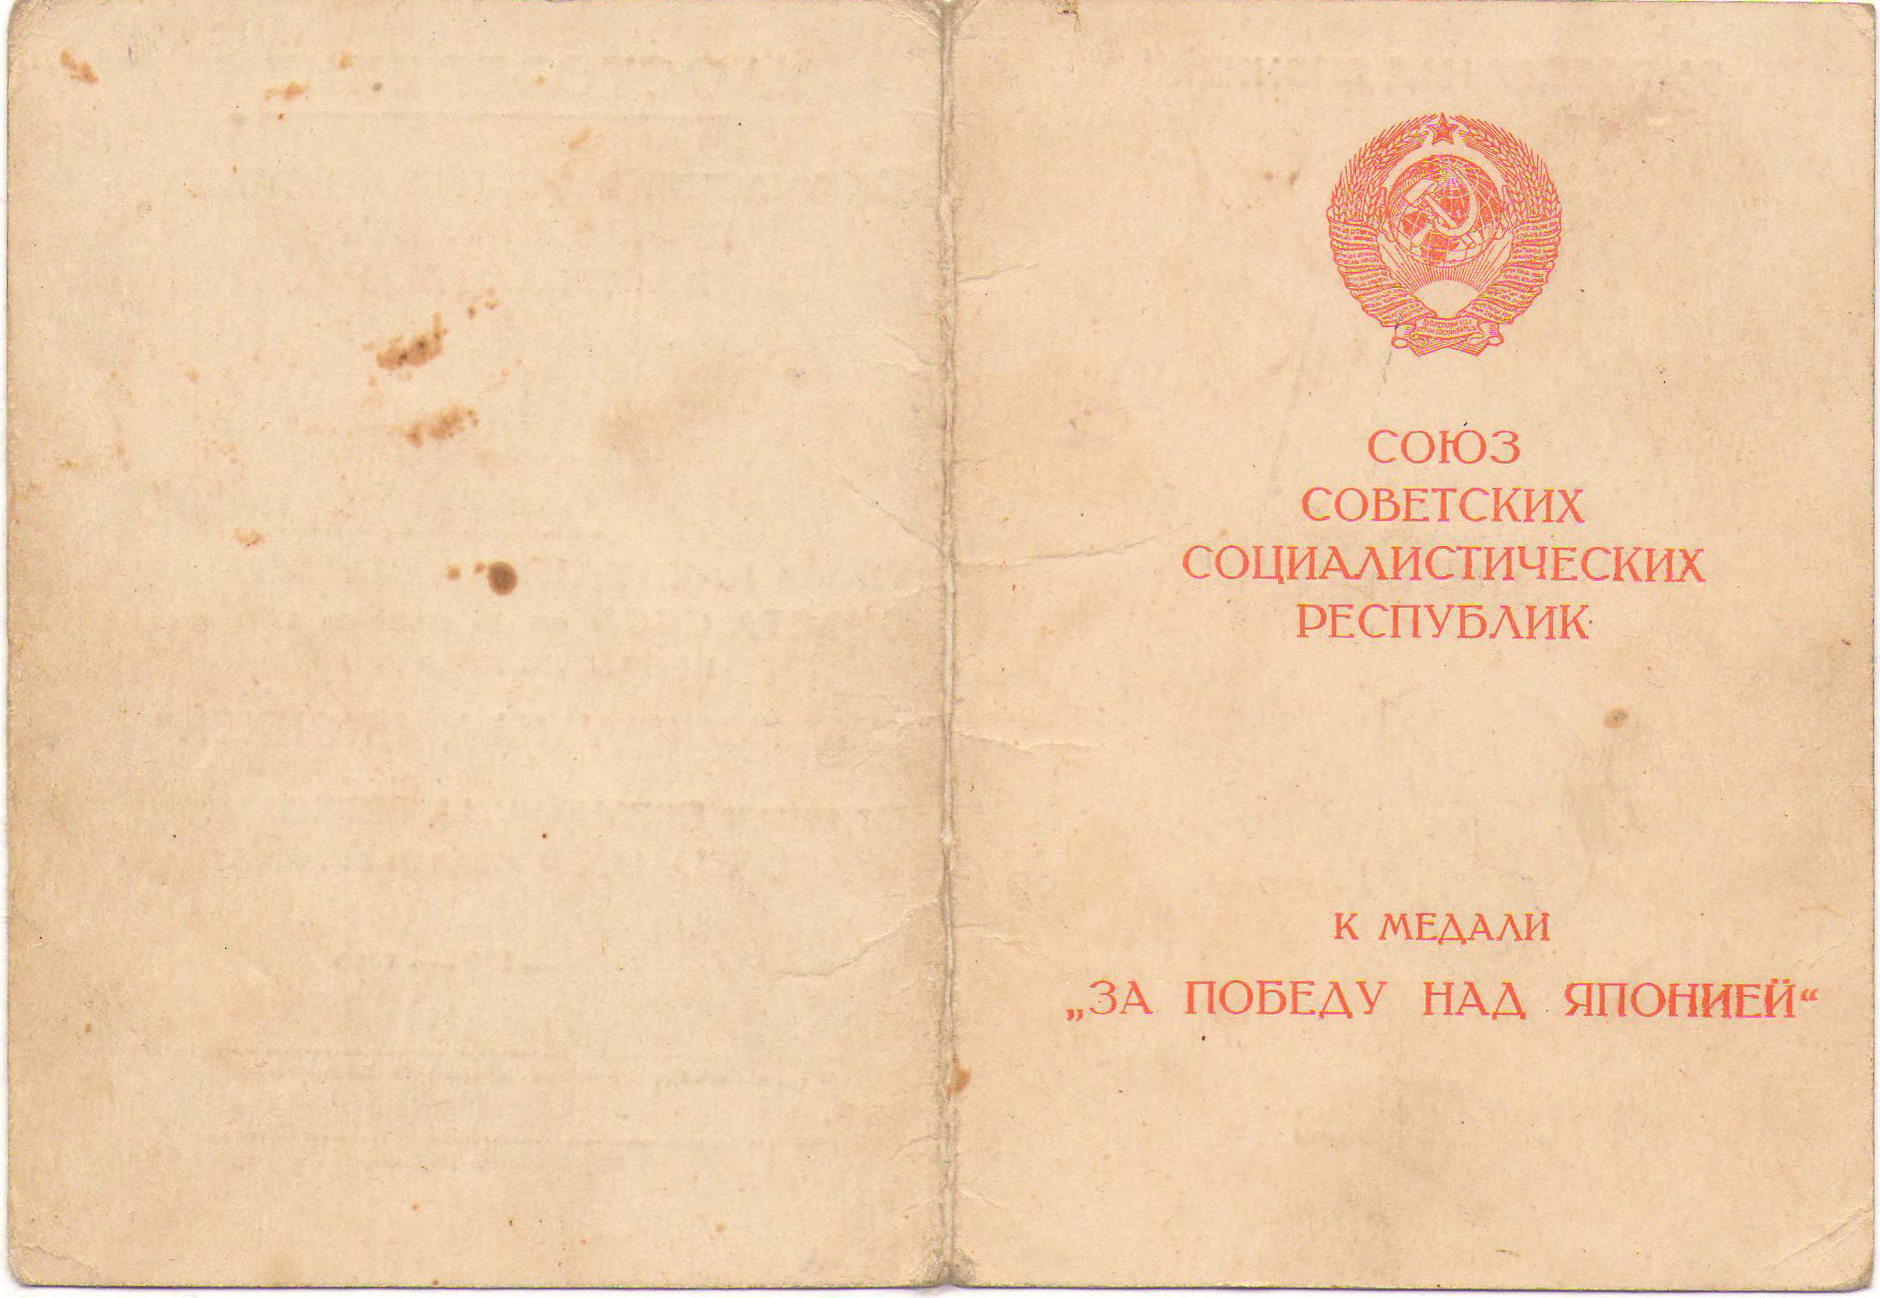 СОЮЗ
СОВЕТСКИХ
СОЦИАЛИСТИЧЕСКИХ
РЕСПУБЛИК
К МЕДАЛИ
„ЗА ПОБЕДУ НАД ЯПОНИЕЙ“